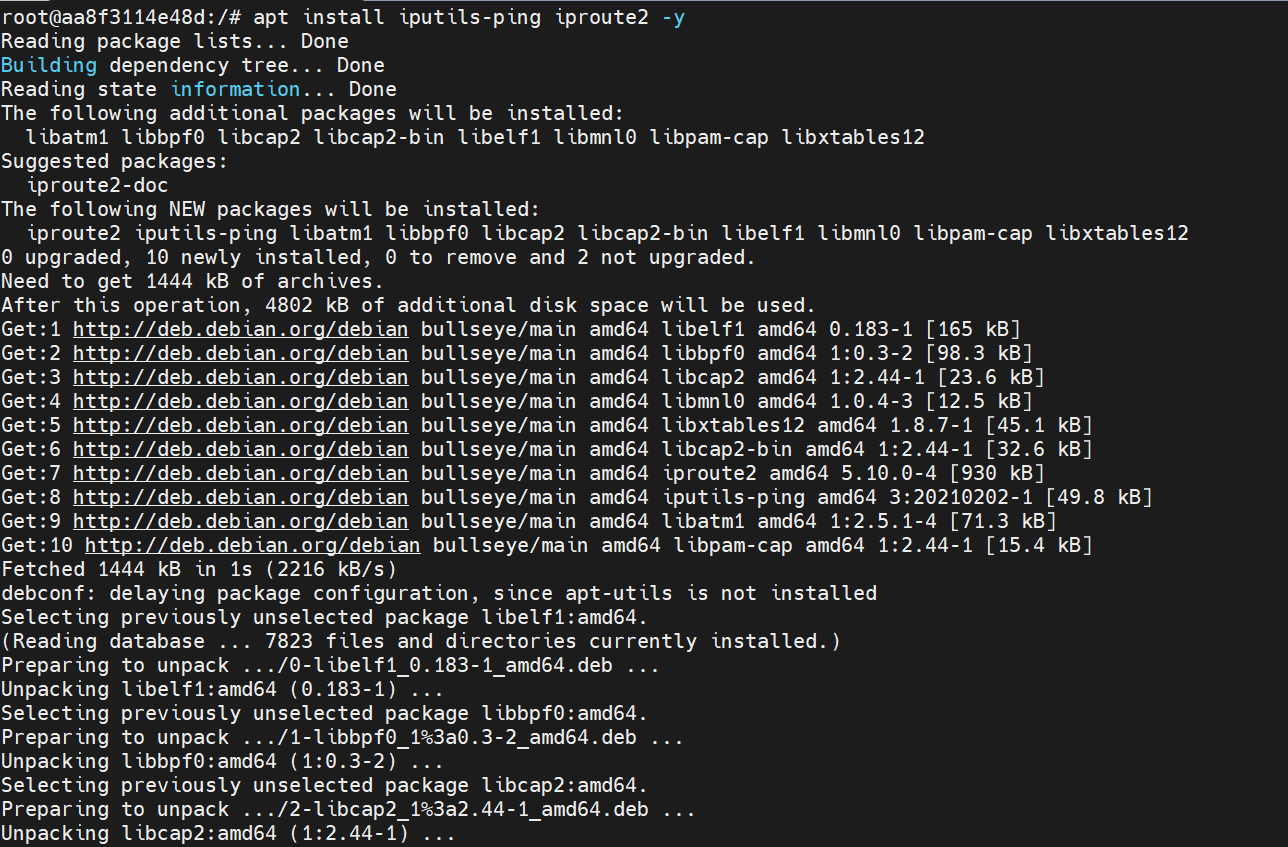 root@aa8f3114e48d:/# apt install iputils-ping iproute2 -y
Reading package lists... Done
Building dependency tree... Done
Reading state information... Done
The following additional packages will be installed:
  libatm1 libbpf0 libcap2 libcap2-bin libelf1 libmnl0 libpam-cap libxtables12
Suggested packages:
  iproute2-doc
The following NEW packages will be installed:
  iproute2 iputils-ping libatm1 libbpf0 libcap2 libcap2-bin libelf1 libmnl0 libpam-cap libxtables12
0 upgraded, 10 newly installed, 0 to remove and 2 not upgraded.
Need to get 1444 kB of archives.
After this operation, 4802 kB of additional disk space will be used.
Get:1 http://deb.debian.org/debian bullseye/main amd64 libelf1 amd64 0.183-1 [165 kB]
Get:2 http://deb.debian.org/debian bullseye/main amd64 libbpf0 amd64 1:0.3-2 [98.3 kB]
Get:3 http://deb.debian.org/debian bullseye/main amd64 libcap2 amd64 1:2.44-1 [23.6 kB]
Get:4 http://deb.debian.org/debian bullseye/main amd64 libmnl0 amd64 1.0.4-3 [12.5 kB]
Get:5 http://deb.debian.org/debian bullseye/main amd64 libxtables12 amd64 1.8.7-1 [45.1 kB]
Get:6 http://deb.debian.org/debian bullseye/main amd64 libcap2-bin amd64 1:2.44-1 [32.6 kB]
Get:7 http://deb.debian.org/debian bullseye/main amd64 iproute2 amd64 5.10.0-4 [930 kB]
Get:8 http://deb.debian.org/debian bullseye/main amd64 iputils-ping amd64 3:20210202-1 [49.8 kB]
Get:9 http://deb.debian.org/debian bullseye/main amd64 libatm1 amd64 1:2.5.1-4 [71.3 kB]
Get:10 http://deb.debian.org/debian bullseye/main amd64 libpam-cap amd64 1:2.44-1 [15.4 kB]
Fetched 1444 kB in 1s (2216 kB/s)
debconf: delaying package configuration, since apt-utils is not installed
Selecting previously unselected package libelf1:amd64.
(Reading database ... 7823 files and directories currently installed.)
Preparing to unpack .../0-libelf1_0.183-1_amd64.deb ...
Unpacking libelf1:amd64 (0.183-1) ...
Selecting previously unselected package libbpf0:amd64.
Preparing to unpack .../1-libbpf0_1%3a0.3-2_amd64.deb ...
Unpacking libbpf0:amd64 (1:0.3-2) ...
Selecting previously unselected package libcap2:amd64.
Preparing to unpack .../2-libcap2_1%3a2.44-1_amd64.deb ...
Unpacking libcap2:amd64 (1:2.44-1) ...